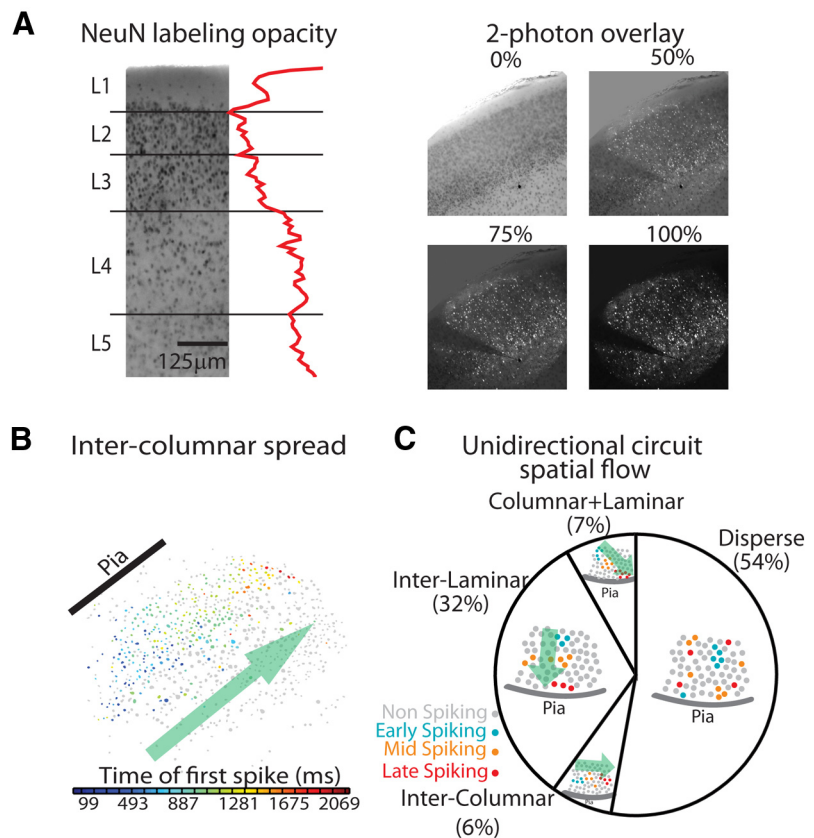 A
NeuN labeling opacity
L1
L2
L3
L4
L5
125μm
2-photon overlay
0%
50%
75%
100%
B
Inter-columnar spread
Pia
Time of first spike (ms)
99 493 887 1281 1675 2069
C
Unidirectional circuit
spatial flow
Columnar+Laminar
(7%)
Disperse
(54%)
Inter-Laminar
(32%)
Pia
Pia
Pia
Non Spiking
Early Spiking
Mid Spiking
Late Spiking
Pia
Inter-Columnar
(6%)